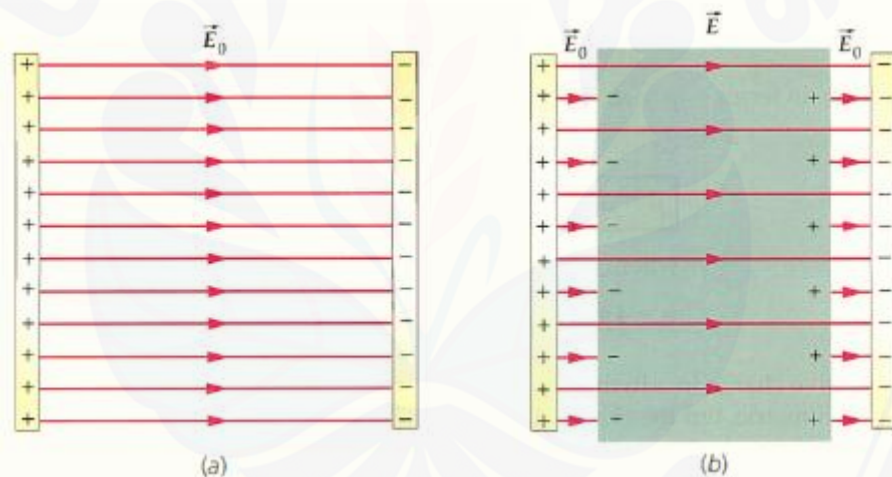 E⃗₀
E⃗₀ E⃗ E⃗₀
+ − + −
+ − + − + −
+ − + −
+ − + − + −
+ − + −
+ − + − + −
+ − + −
+ − + − + −
+ − + −
+ − + − + −
+ − + −
+ − + − + −
(a) (b)